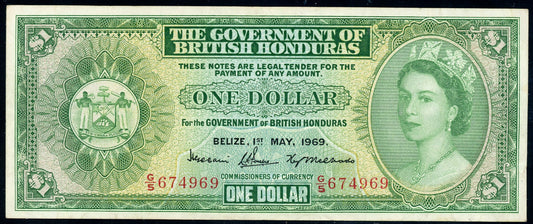 $1
THE GOVERNMENT OF
BRITISH HONDURAS
$1
THESE NOTES ARE LEGAL TENDER FOR THE
PAYMENT OF ANY AMOUNT.
ONE DOLLAR
For the GOVERNMENT OF BRITISH HONDURAS
BELIZE, 1ST MAY, 1969.
G/5 674969
G/5 674969
COMMISSIONERS OF CURRENCY
$1
ONE DOLLAR
$1